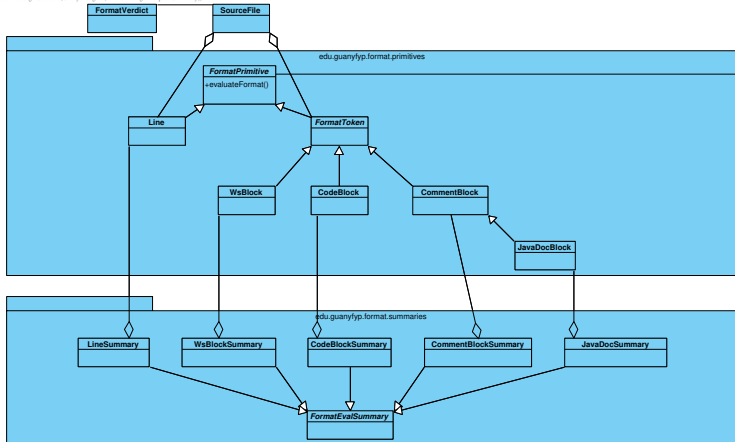 FormatVerdict
SourceFile
edu.guanyfyp.format.primitives
FormatPrimitive
+evaluateFormat()
Line
FormatToken
WsBlock
CodeBlock
CommentBlock
JavaDocBlock
edu.guanyfyp.format.summaries
LineSummary
WsBlockSummary
CodeBlockSummary
CommentBlockSummary
JavaDocSummary
FormatEvalSummary